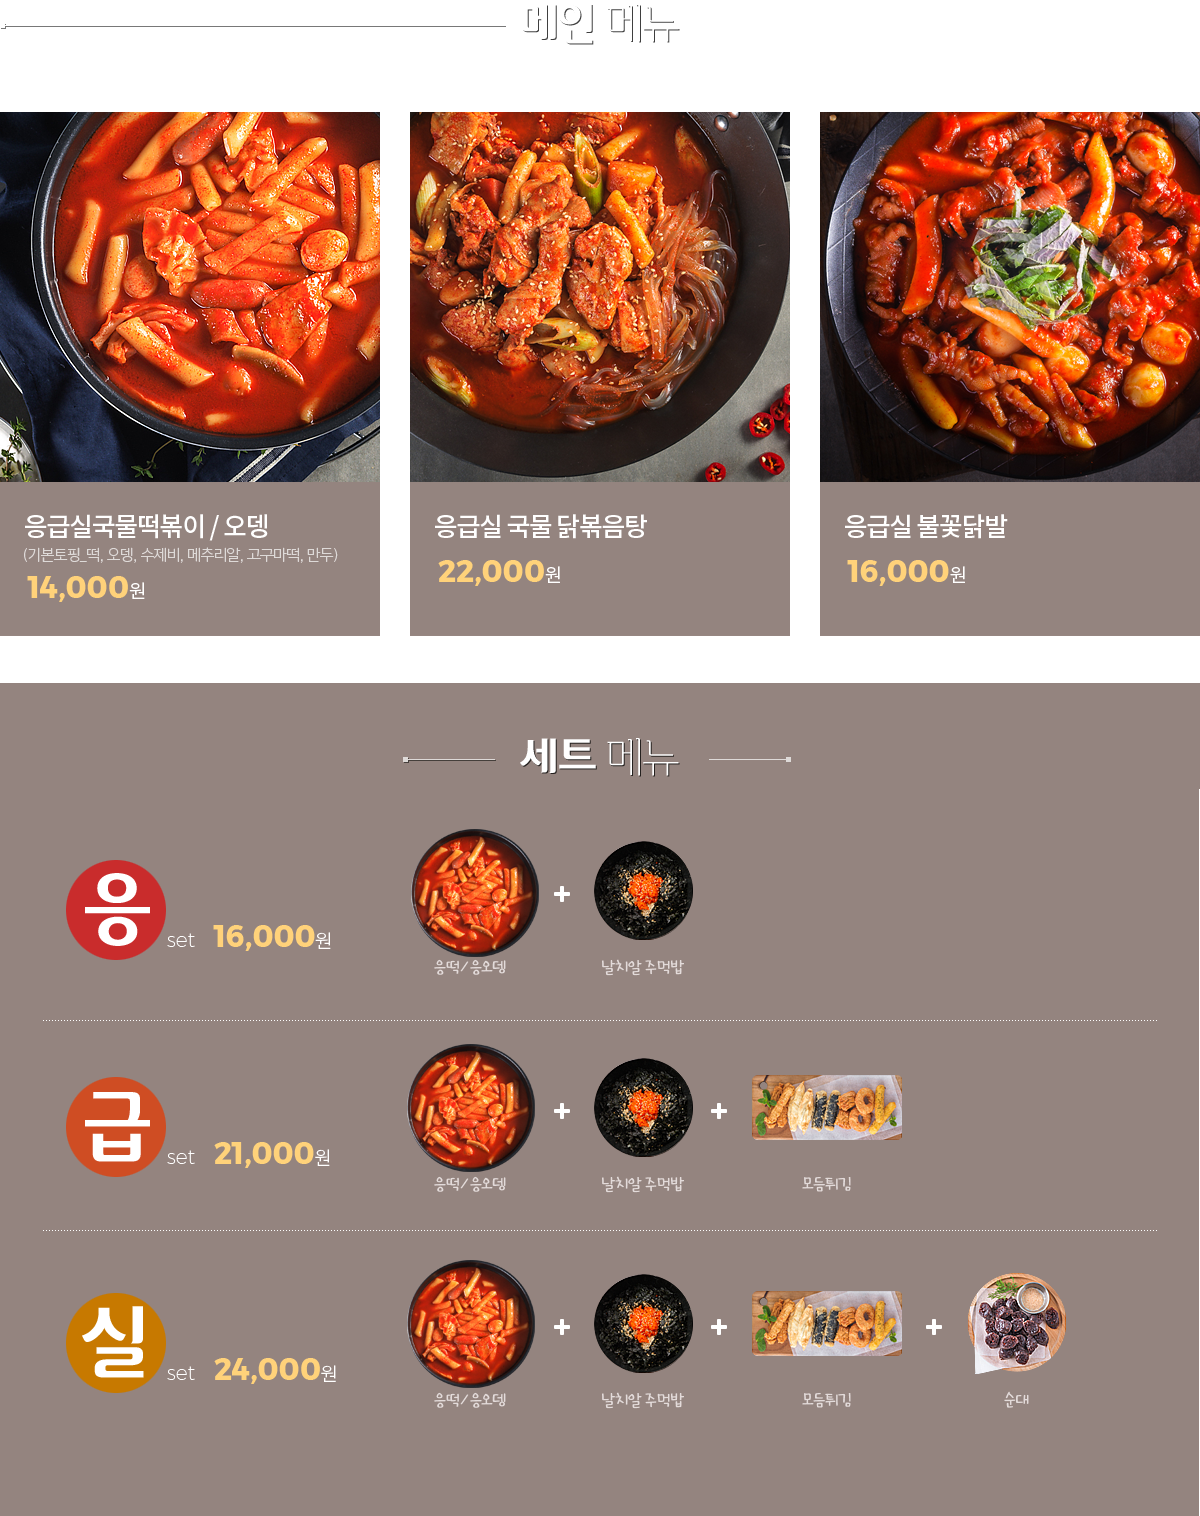 메인 메뉴
응급실국물떡볶이 / 오뎅
(기본토핑_떡, 오뎅, 수제비, 메추리알, 고구마떡, 만두)
14,000원
응급실 국물 닭볶음탕
22,000원
응급실 불꽃닭발
16,000원
세트 메뉴
응 set 16,000원
+
응떡/응오뎅 날치알 주먹밥
급 set 21,000원
+ +
응떡/응오뎅 날치알 주먹밥 모듬튀김
실 set 24,000원
+ + +
응떡/응오뎅 날치알 주먹밥 모듬튀김 순대